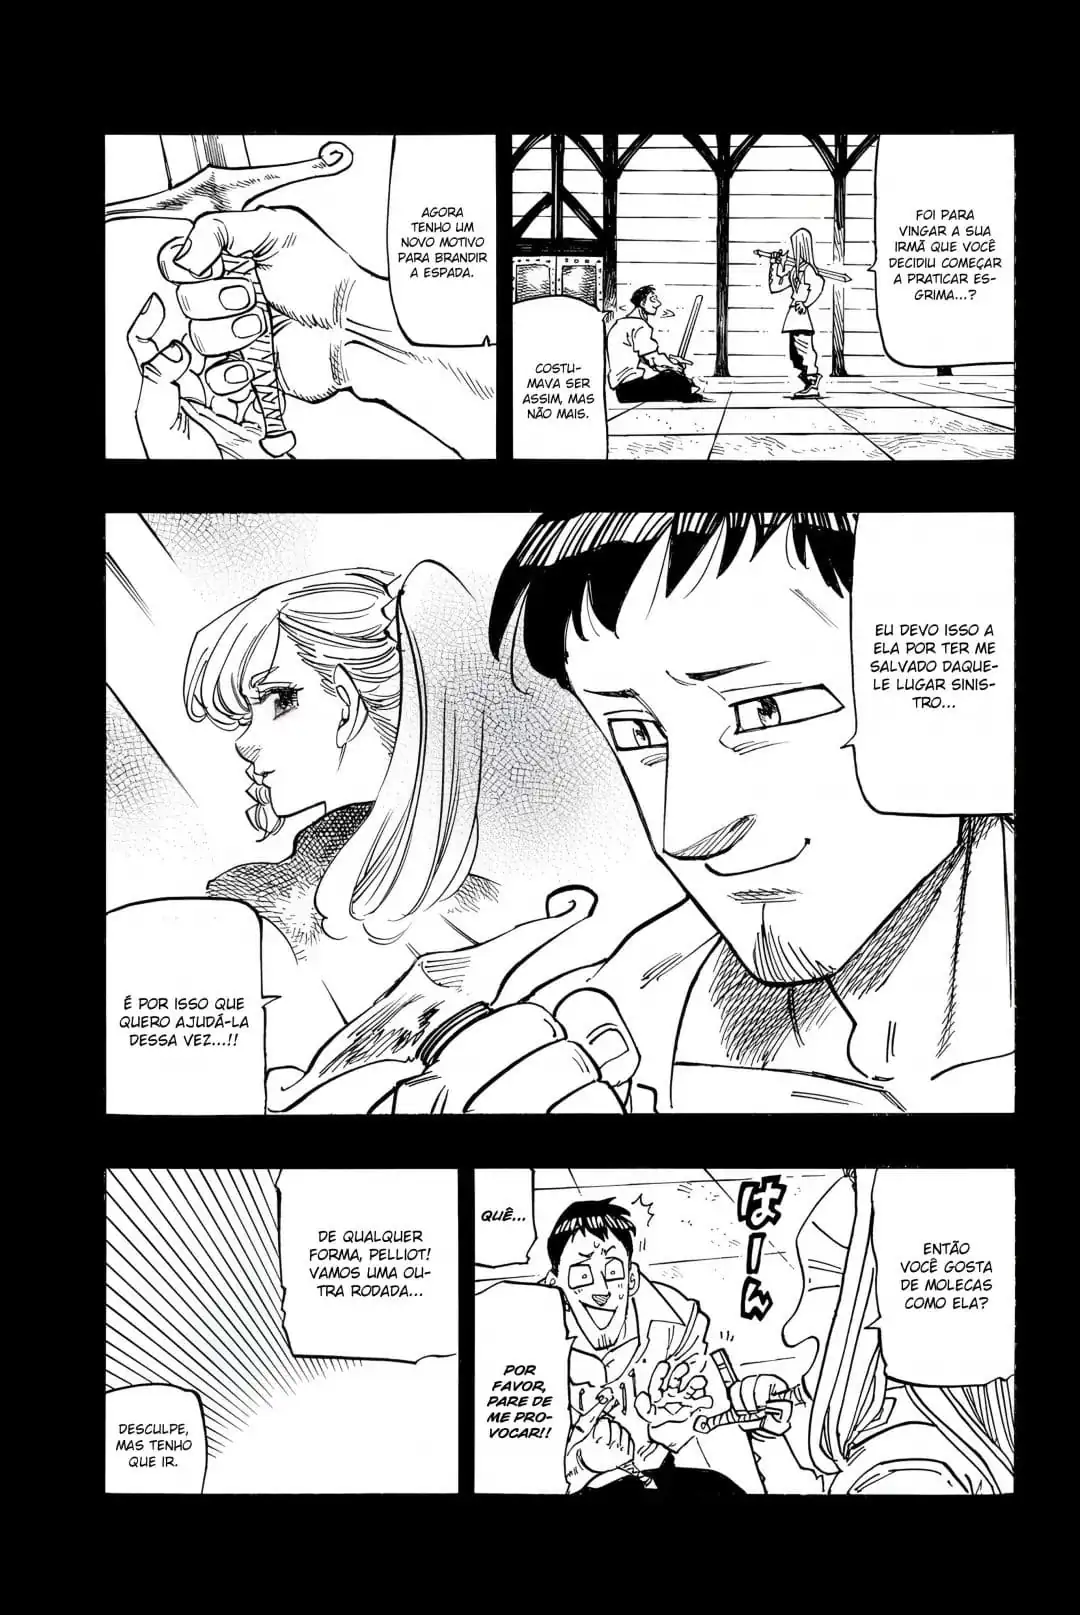 FOI PARA
VINGAR A SUA
IRMÃ QUE VOCÊ
DECIDIU COMEÇAR
A PRATICAR ES-
GRIMA...?
COSTU-
MAVA SER
ASSIM, MAS
NÃO MAIS.
AGORA
TENHO UM
NOVO MOTIVO
PARA BRANDIR
A ESPADA.
EU DEVO ISSO A
ELA POR TER ME
SALVADO DAQUE-
LE LUGAR SINIS-
TRO...
É POR ISSO QUE
QUERO AJUDÁ-LA
DESSA VEZ...!!
ENTÃO
VOCÊ GOSTA
DE MOLECAS
COMO ELA?
はーーん
QUÊ...
POR
FAVOR,
PARE DE
ME PRO-
VOCAR!!
DE QUALQUER
FORMA, PELLIOT!
VAMOS UMA OU-
TRA RODADA...
DESCULPE,
MAS TENHO
QUE IR.